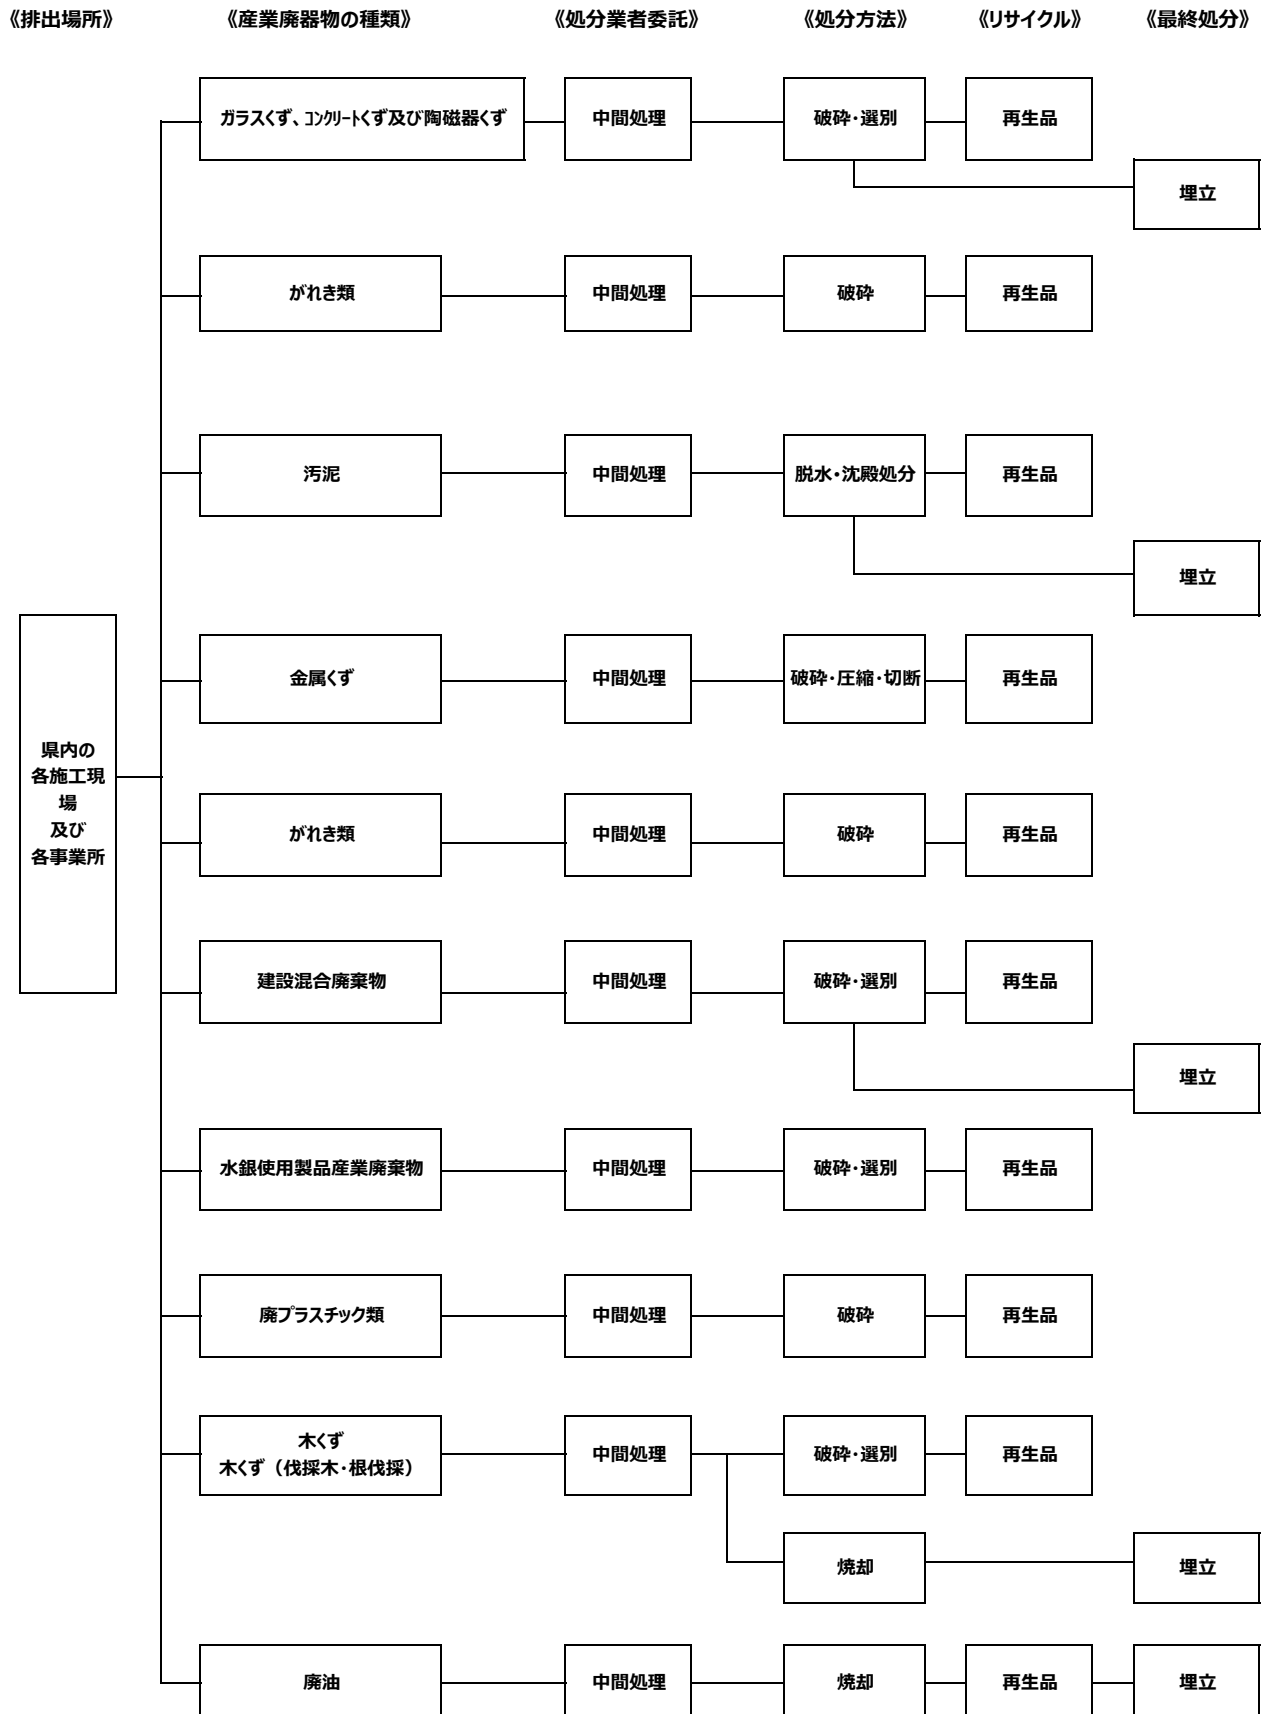 《排出場所》 《産業廃器物の種類》 《処分業者委託》 《処分方法》 《リサイクル》 《最終処分》
ガラスくず、コンクリートくず及び陶磁器くず 中間処理 破砕・選別 再生品
埋立
がれき類 中間処理 破砕 再生品
汚泥 中間処理 脱水・沈殿処分 再生品
埋立
金属くず 中間処理 破砕・圧縮・切断 再生品
県内の
各施工現
場
及び
各事業所
がれき類 中間処理 破砕 再生品
建設混合廃棄物 中間処理 破砕・選別 再生品
埋立
水銀使用製品産業廃棄物 中間処理 破砕・選別 再生品
廃プラスチック類 中間処理 破砕 再生品
木くず
木くず（伐採木・根伐採） 中間処理 破砕・選別 再生品
焼却 埋立
廃油 中間処理 焼却 再生品 埋立